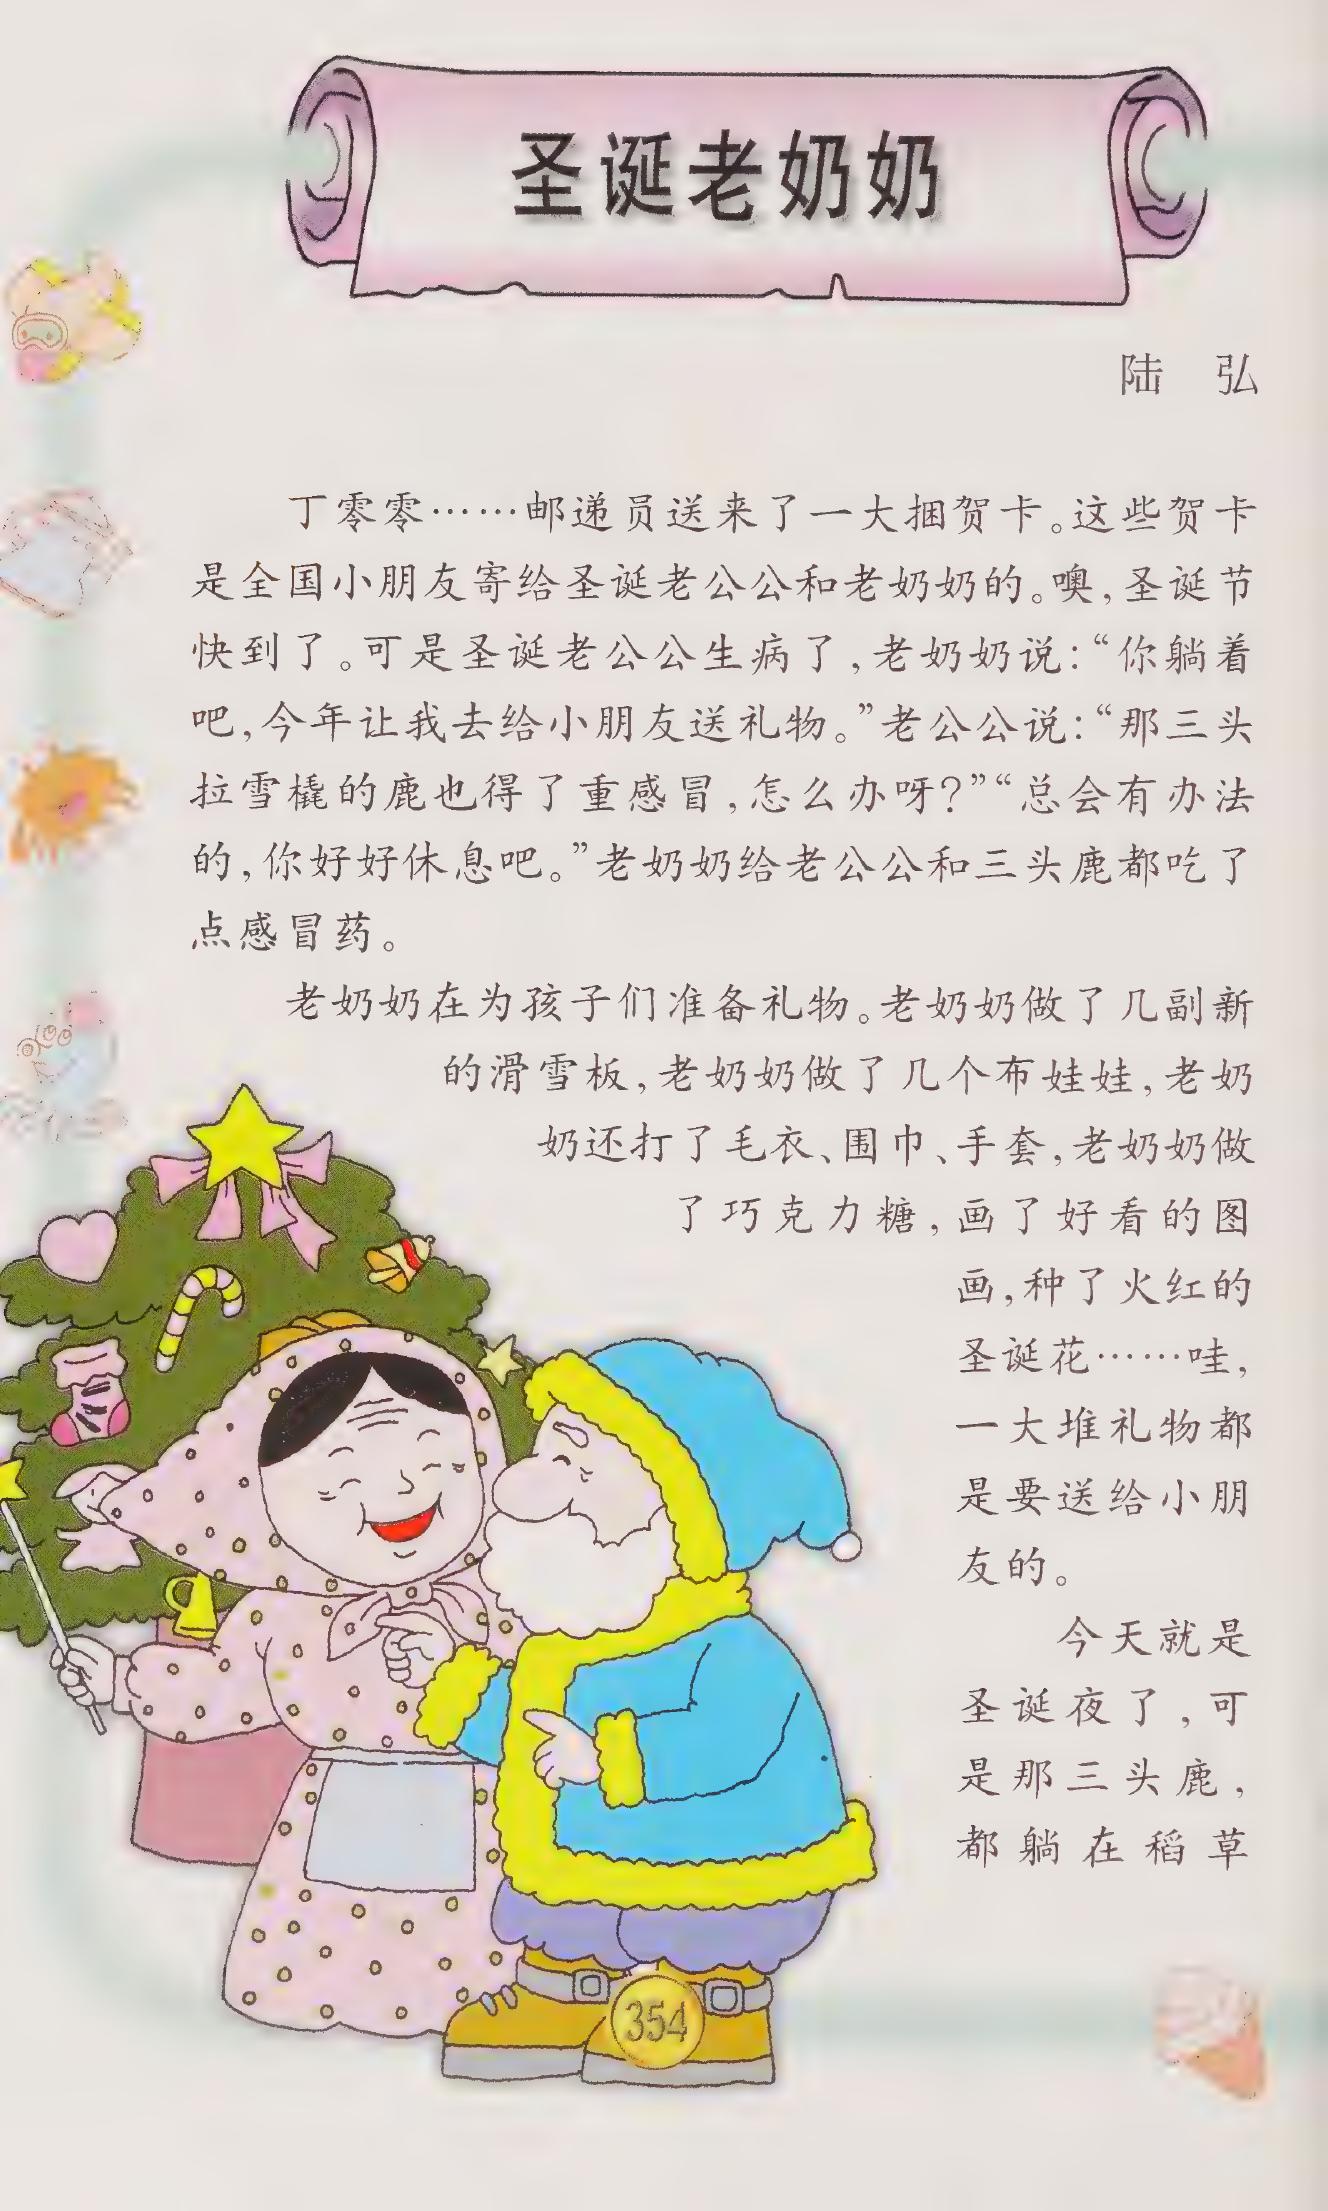 圣诞老奶奶
陆　弘
丁零零……邮递员送来了一大捆贺卡。这些贺卡
是全国小朋友寄给圣诞老公公和老奶奶的。噢,圣诞节
快到了。可是圣诞老公公生病了,老奶奶说:“你躺着
吧,今年让我去给小朋友送礼物。”老公公说:“那三头
拉雪橇的鹿也得了重感冒,怎么办呀?”“总会有办法
的,你好好休息吧。”老奶奶给老公公和三头鹿都吃了
点感冒药。
老奶奶在为孩子们准备礼物。老奶奶做了几副新
的滑雪板,老奶奶做了几个布娃娃,老奶
奶还打了毛衣、围巾、手套,老奶奶做
了巧克力糖,画了好看的图
画,种了火红的
圣诞花……哇,
一大堆礼物都
是要送给小朋
友的。
今天就是
圣诞夜了,可
是那三头鹿,
都躺在稻草
354